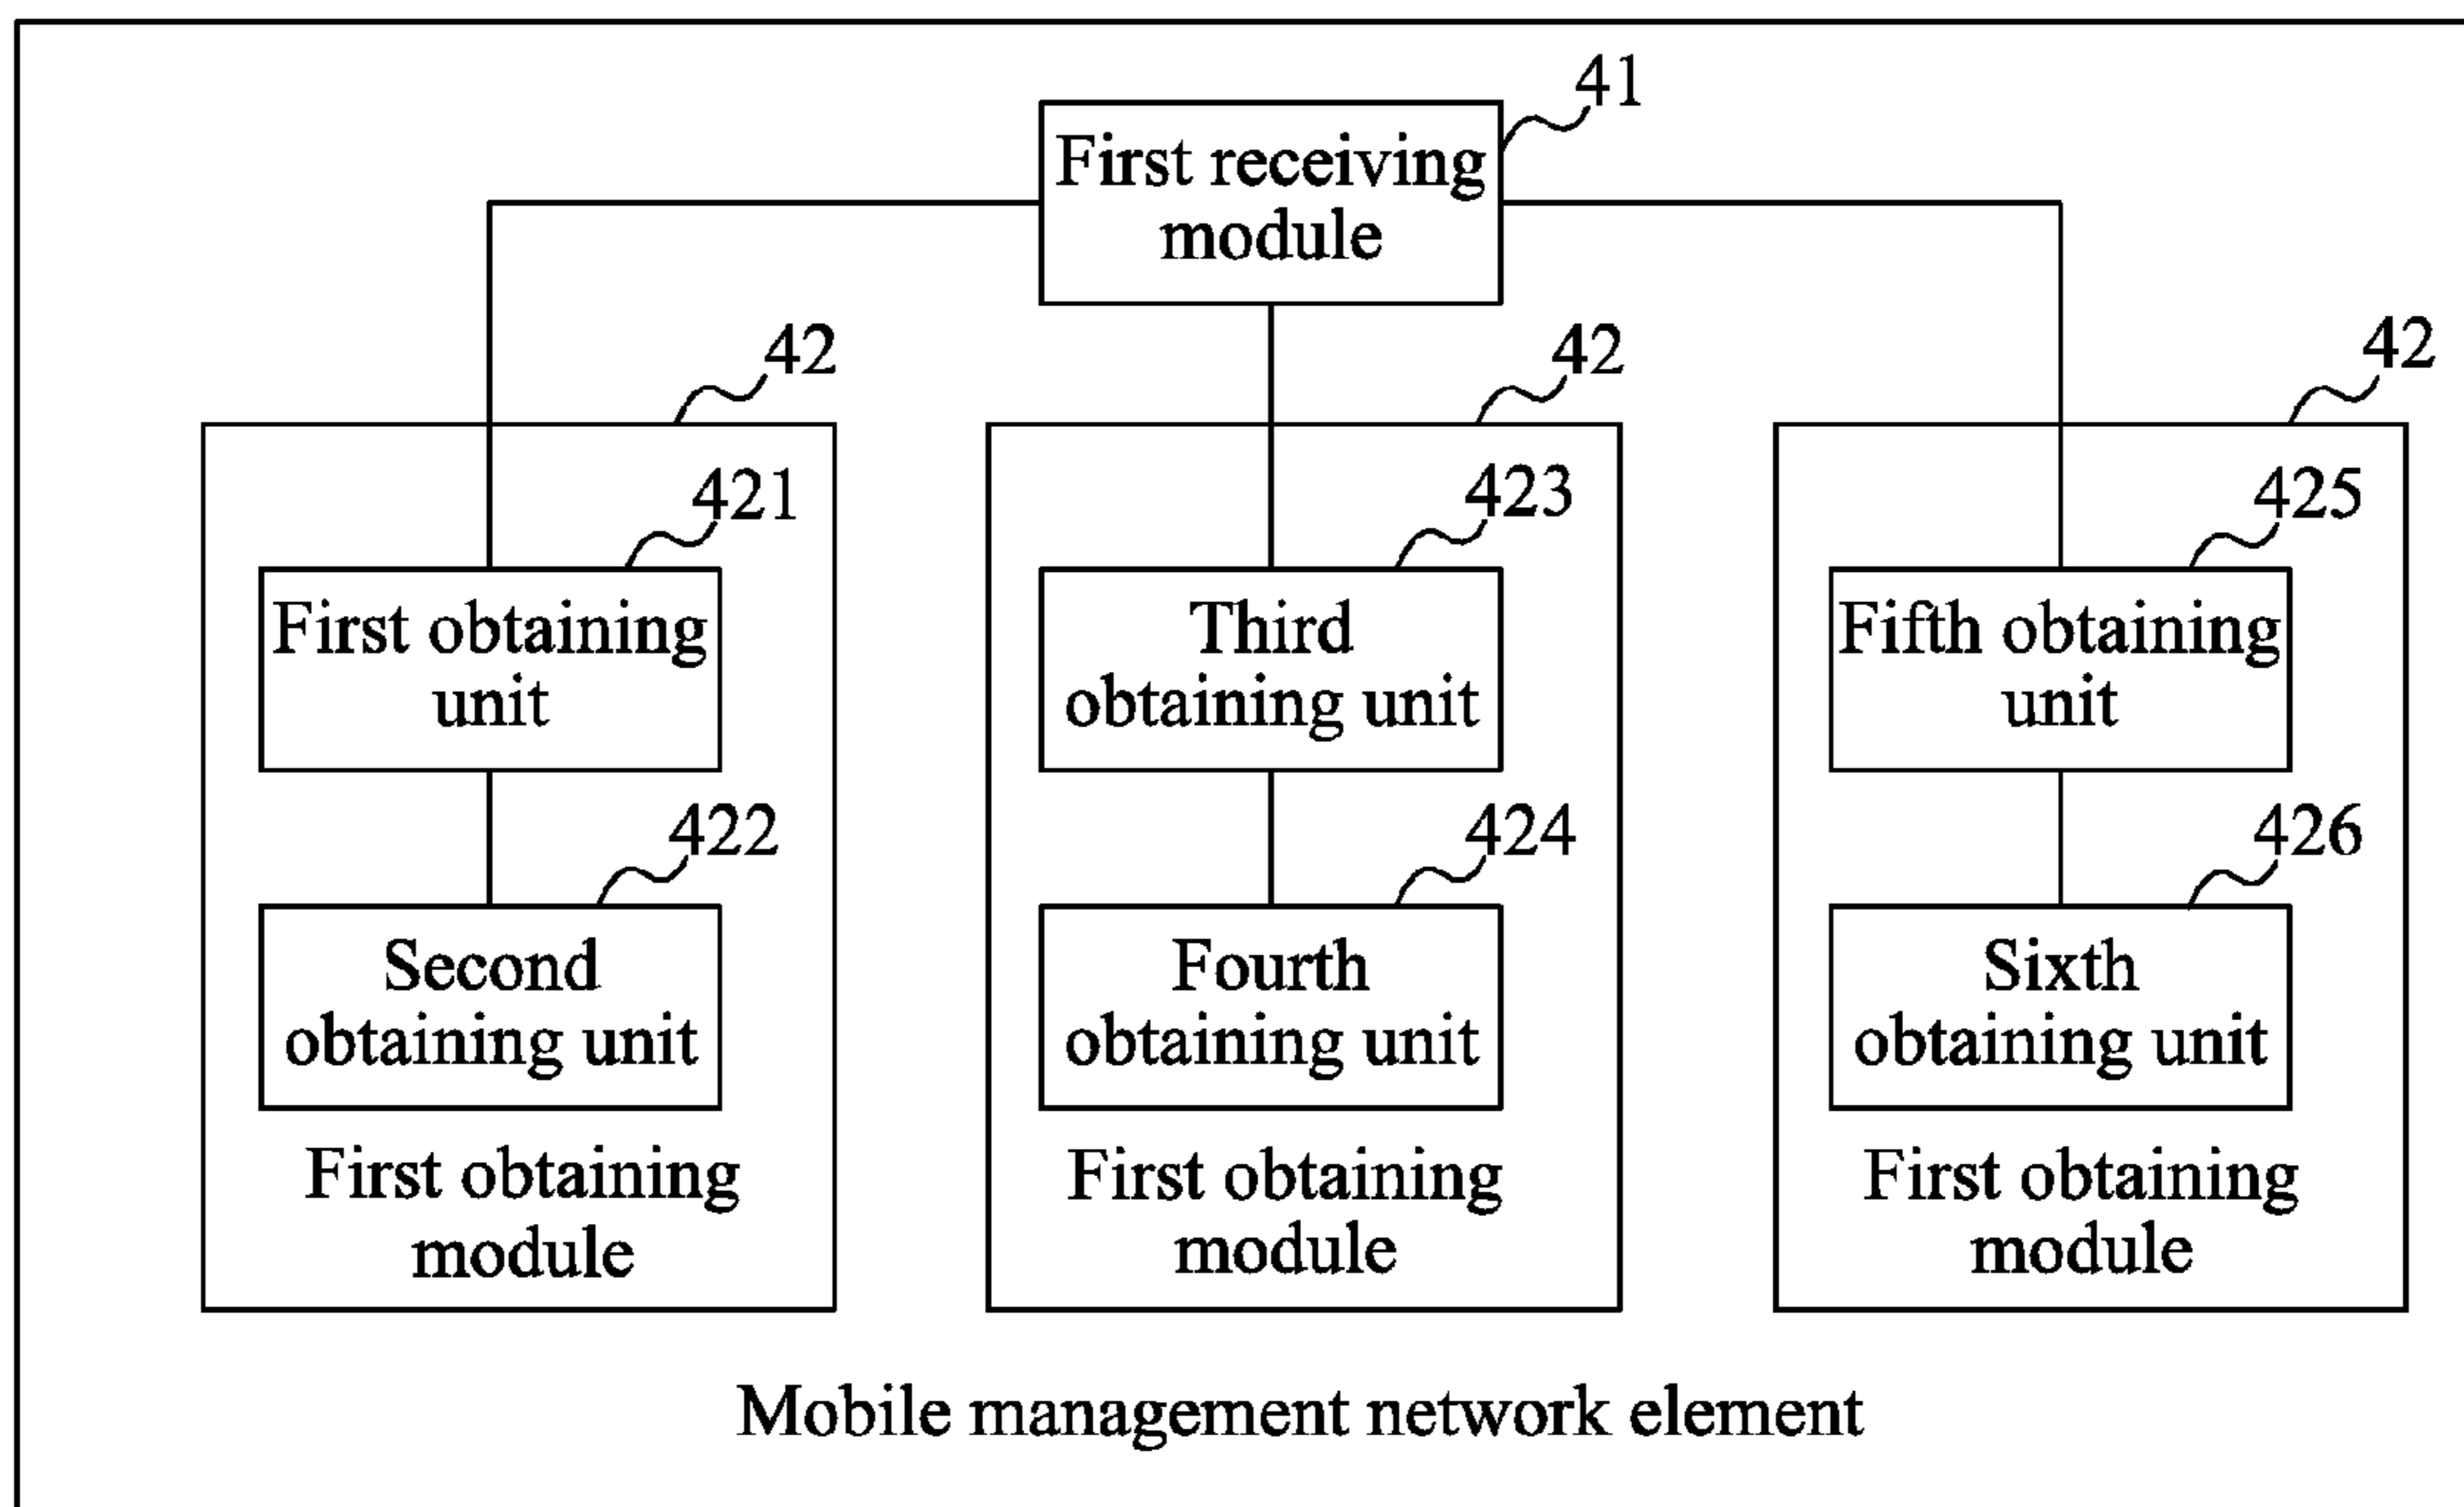 41
First receiving
module
42
42
42
421
First obtaining
unit
422
Second
obtaining unit
First obtaining
module
423
Third
obtaining unit
424
Fourth
obtaining unit
First obtaining
module
425
Fifth obtaining
unit
426
Sixth
obtaining unit
First obtaining
module
Mobile management network element